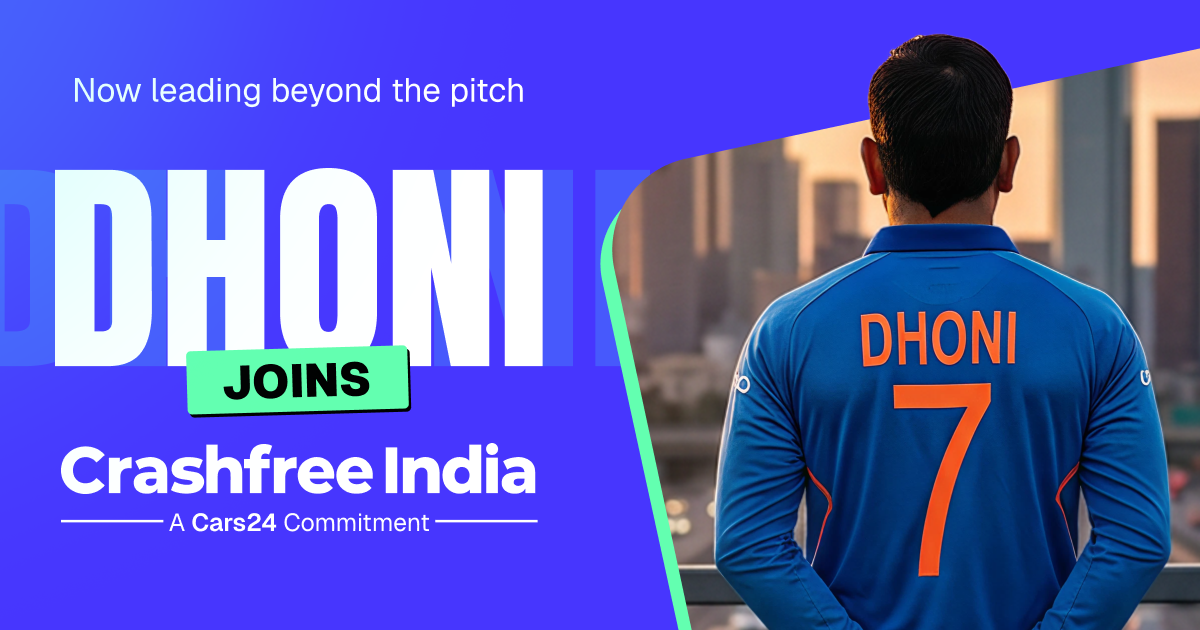 Now leading beyond the pitch
DHONI
JOINS
Crashfree India
A Cars24 Commitment
DHONI
7